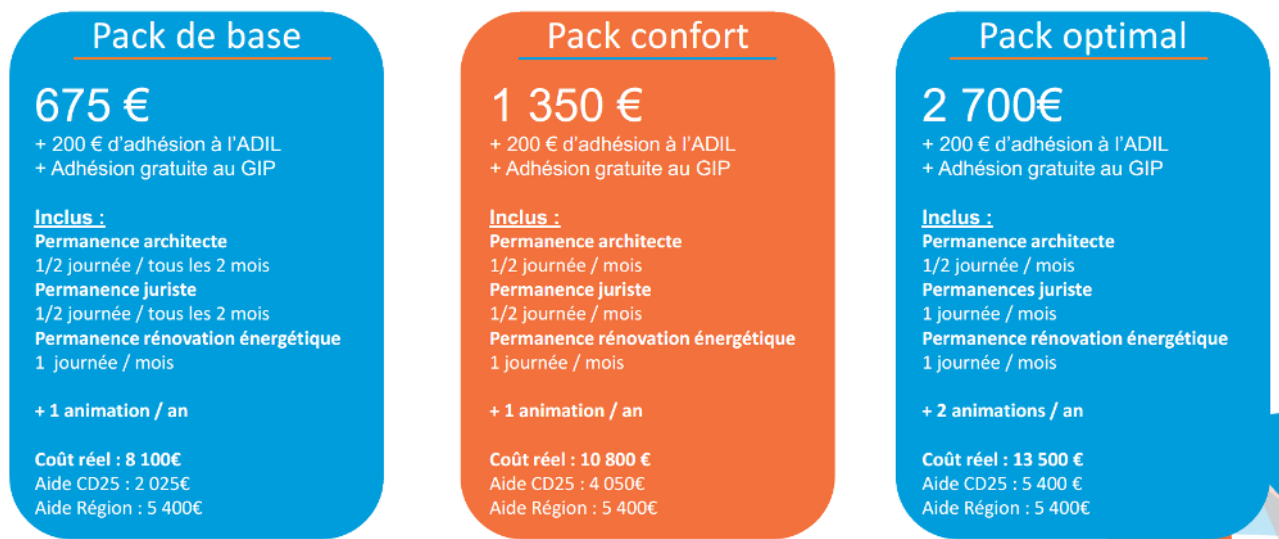 Pack de base
675 €
+ 200 € d'adhésion à l'ADIL
+ Adhésion gratuite au GIP
Inclus :
Permanence architecte
1/2 journée / tous les 2 mois
Permanence juriste
1/2 journée / tous les 2 mois
Permanence rénovation énergétique
1 journée / mois
+ 1 animation / an
Coût réel : 8 100€
Aide CD25 : 2 025€
Aide Région : 5 400€
Pack confort
1 350 €
+ 200 € d'adhésion à l'ADIL
+ Adhésion gratuite au GIP
Inclus :
Permanence architecte
1/2 journée / mois
Permanence juriste
1/2 journée / mois
Permanence rénovation énergétique
1 journée / mois
+ 1 animation / an
Coût réel : 10 800 €
Aide CD25 : 4 050€
Aide Région : 5 400€
Pack optimal
2 700€
+ 200 € d'adhésion à l'ADIL
+ Adhésion gratuite au GIP
Inclus :
Permanence architecte
1/2 journée / mois
Permanences juriste
1 journée / mois
Permanence rénovation énergétique
1 journée / mois
+ 2 animations / an
Coût réel : 13 500 €
Aide CD25 : 5 400 €
Aide Région : 5 400€